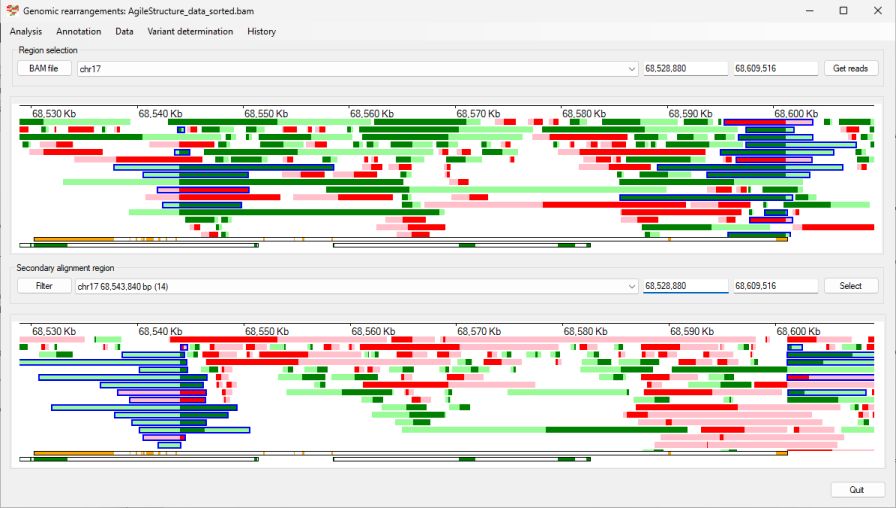 Genomic rearrangements: AgileStructure_data_sorted.bam
Analysis Annotation Data Variant determination History
Region selection
BAM file chr17 68,528,880 68,609,516 Get reads
68,530 Kb 68,540 Kb 68,550 Kb 68,560 Kb 68,570 Kb 68,580 Kb 68,590 Kb 68,600 Kb
Secondary alignment region
Filter chr17 68,543,840 bp (14) 68,528,880 68,609,516 Select
68,530 Kb 68,540 Kb 68,550 Kb 68,560 Kb 68,570 Kb 68,580 Kb 68,590 Kb 68,600 Kb
Quit